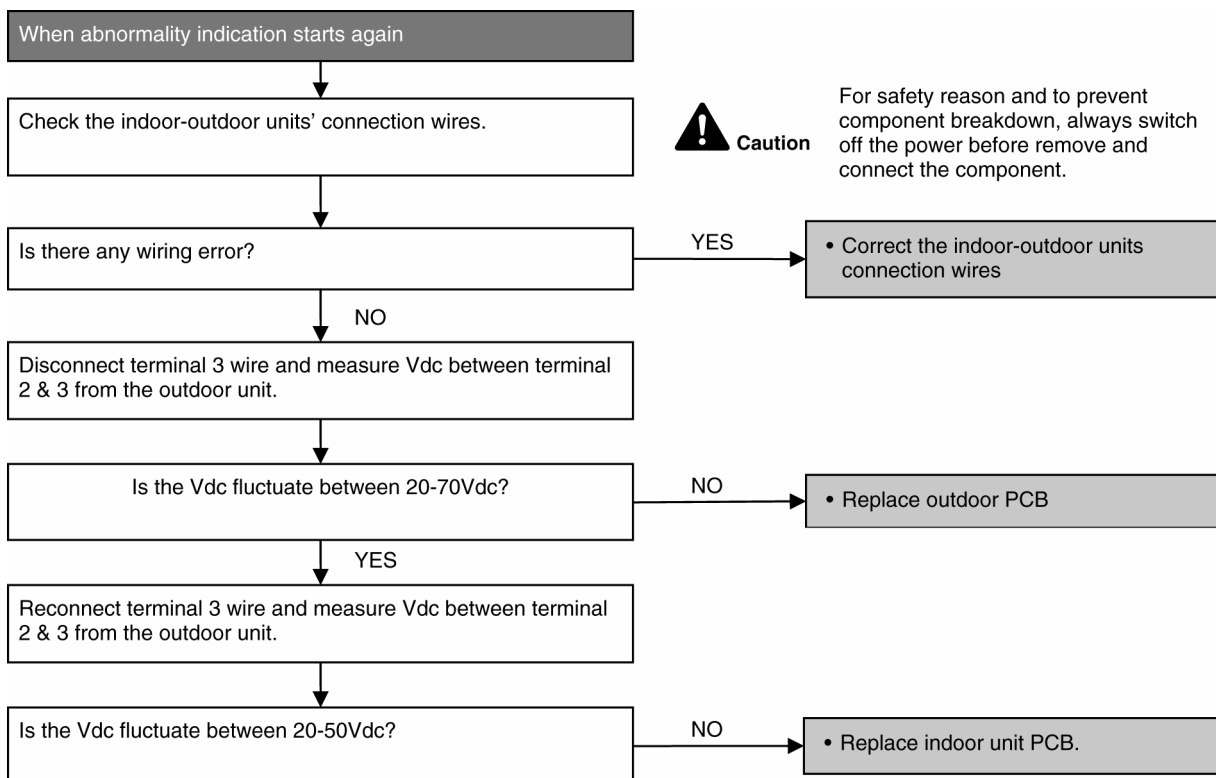 When abnormality indication starts again
Check the indoor-outdoor units’ connection wires.
Caution
For safety reason and to prevent
component breakdown, always switch
off the power before remove and
connect the component.
Is there any wiring error?
YES
• Correct the indoor-outdoor units
connection wires
NO
Disconnect terminal 3 wire and measure Vdc between terminal
2 & 3 from the outdoor unit.
Is the Vdc fluctuate between 20-70Vdc?
NO
• Replace outdoor PCB
YES
Reconnect terminal 3 wire and measure Vdc between terminal
2 & 3 from the outdoor unit.
Is the Vdc fluctuate between 20-50Vdc?
NO
• Replace indoor unit PCB.